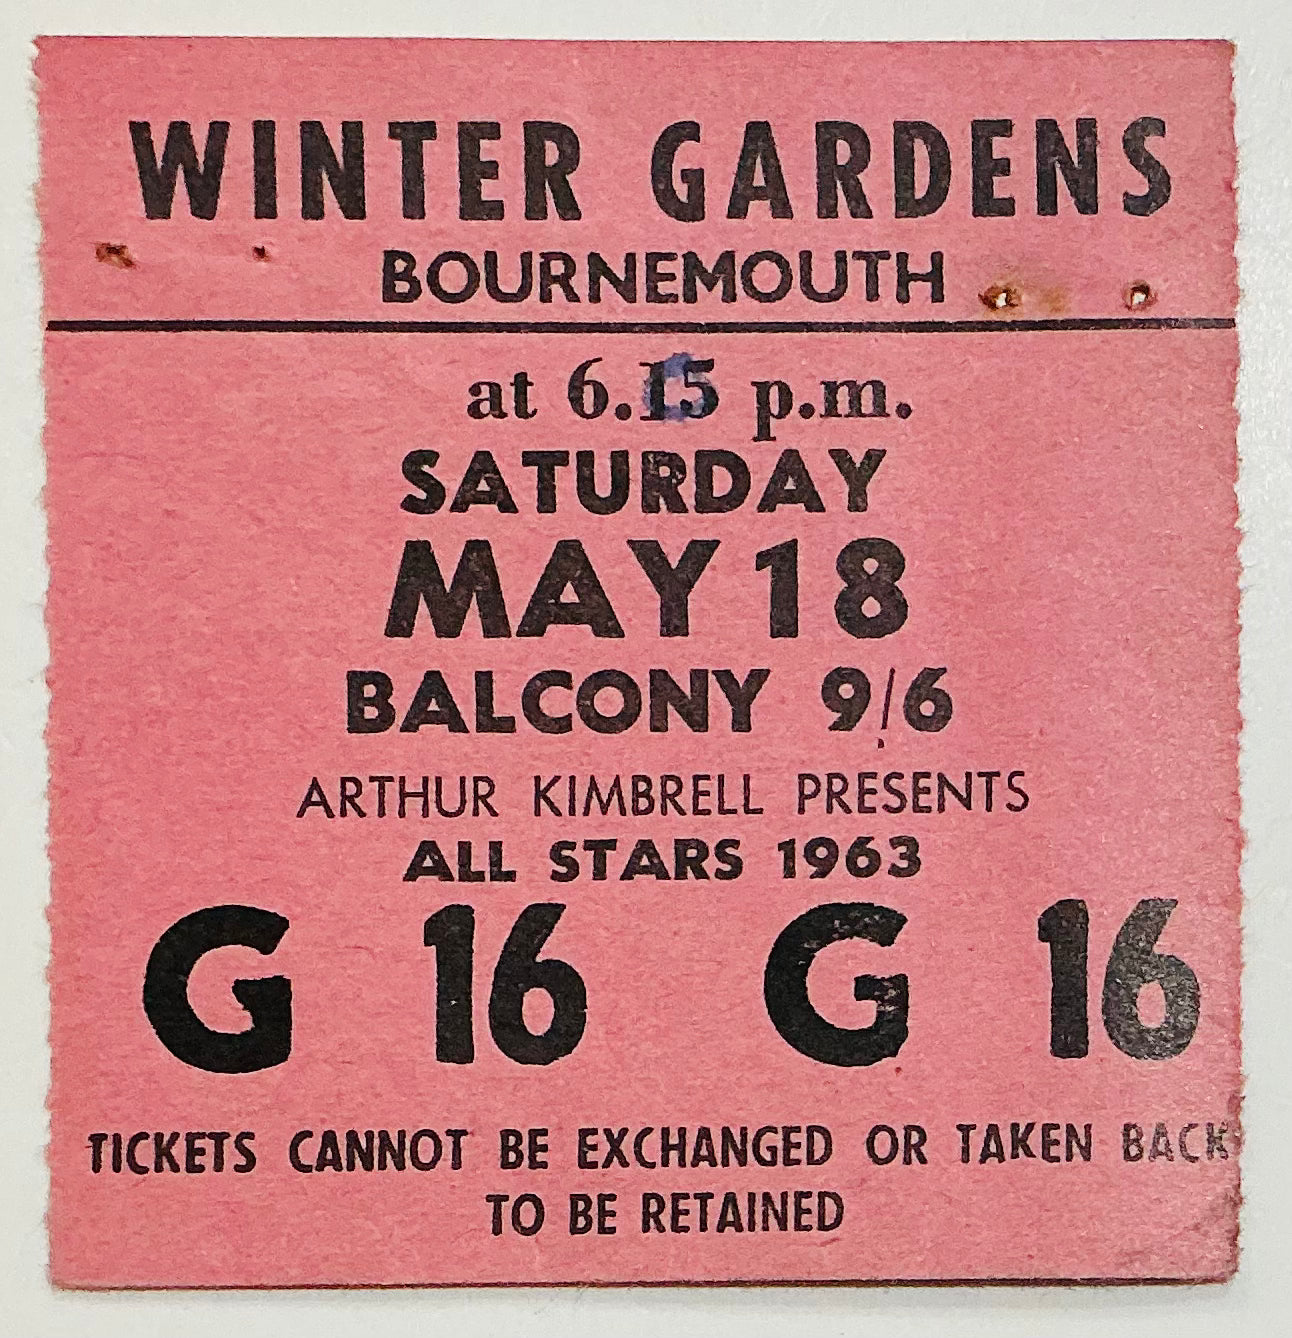 WINTER GARDENS
BOURNEMOUTH
at 6.15 p.m.
SATURDAY
MAY 18
BALCONY 9/6
ARTHUR KIMBRELL PRESENTS
ALL STARS 1963
G 16 G 16
TICKETS CANNOT BE EXCHANGED OR TAKEN BACK
TO BE RETAINED